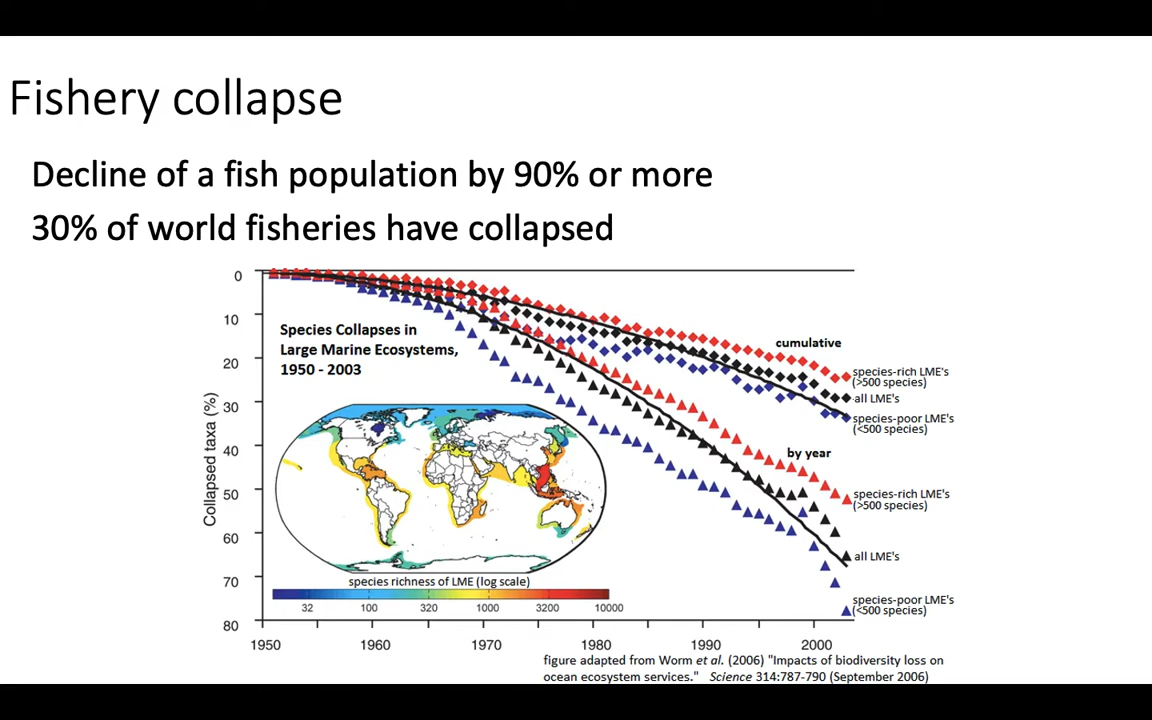 Fishery collapse
Decline of a fish population by 90% or more
30% of world fisheries have collapsed
0
10
20
30
40
50
60
70
80
Collapsed taxa (%)
Species Collapses in
Large Marine Ecosystems,
1950 - 2003
cumulative
species-rich LME's
(>500 species)
all LME's
species-poor LME's
(<500 species)
by year
species-rich LME's
(>500 species)
all LME's
species-poor LME's
(<500 species)
species richness of LME (log scale)
32 100 320 1000 3200 10000
1950 1960 1970 1980 1990 2000
figure adapted from Worm et al. (2006) "Impacts of biodiversity loss on
ocean ecosystem services." Science 314:787-790 (September 2006)